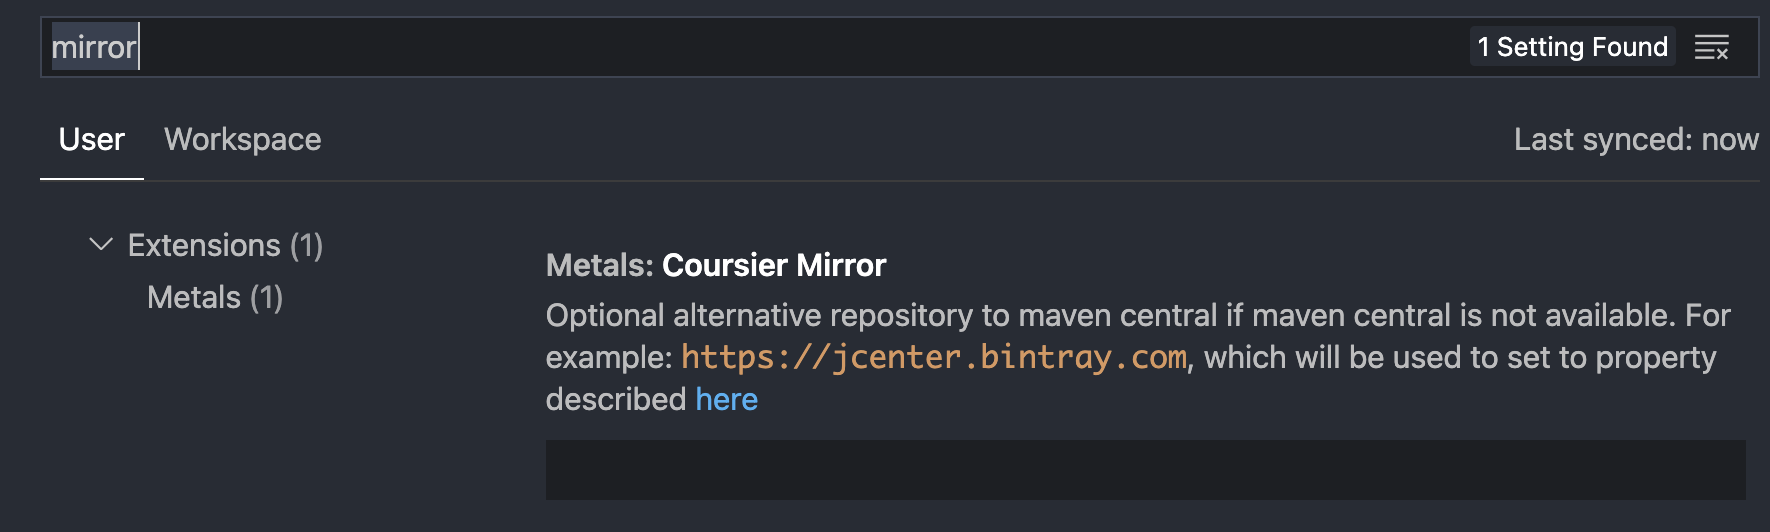 mirror
1 Setting Found
User
Workspace
Last synced: now
Extensions (1)
Metals (1)
Metals: Coursier Mirror
Optional alternative repository to maven central if maven central is not available. For
example: https://jcenter.bintray.com, which will be used to set to property
described here